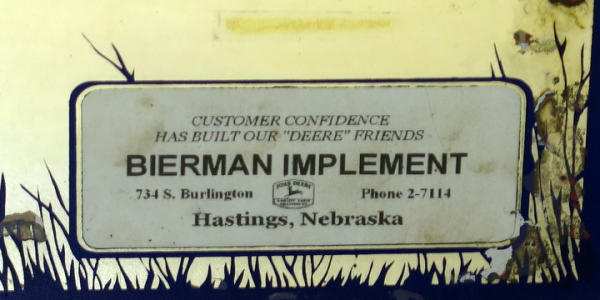 CUSTOMER CONFIDENCE
HAS BUILT OUR "DEERE" FRIENDS
BIERMAN IMPLEMENT
734 S. Burlington
JOHN DEERE
Phone 2-7114
Hastings, Nebraska